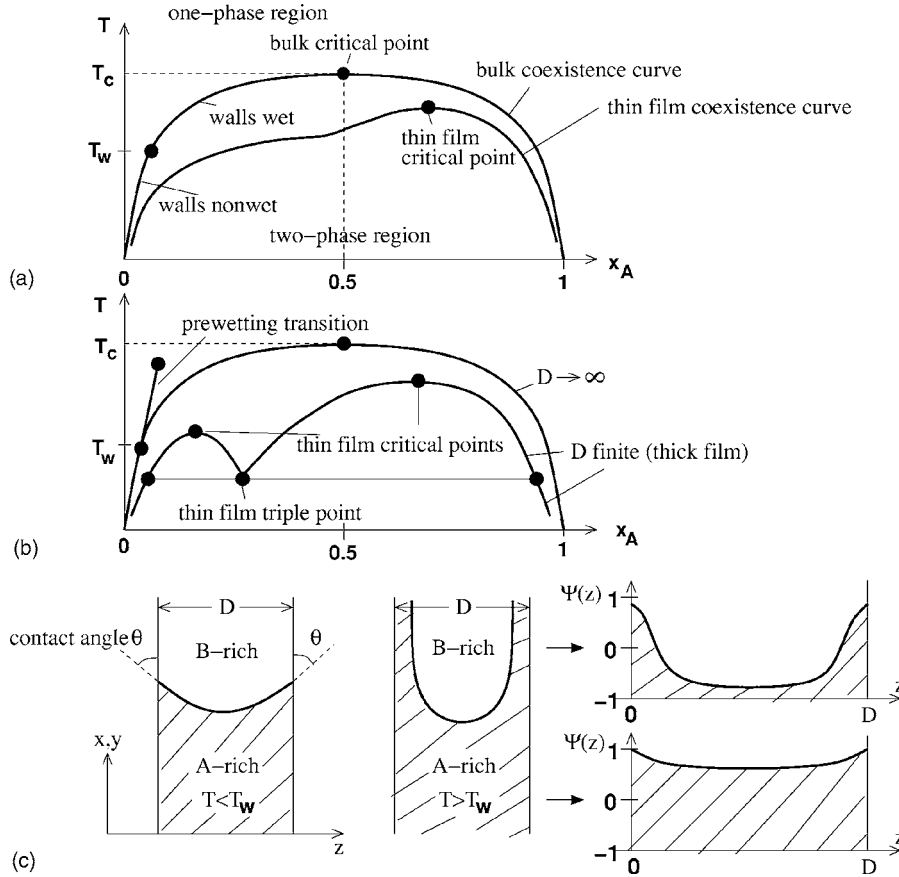 one−phase region
T
bulk critical point
T_C
bulk coexistence curve
walls wet
thin film coexistence curve
thin film
critical point
T_W
walls nonwct
two−phase region
(a)
0
0.5
1
x_A
T
prewetting transition
T_C
D → ∞
T_W
thin film critical points
D finite (thick film)
thin film triple point
(b)
0
0.5
1
x_A
D
contact angle θ
θ
B−rich
x,y
A−rich
T<T_W
z
D
B−rich
A−rich
T>T_W
Ψ(z)
1
0
−1
0
D
z
Ψ(z)
1
0
−1
0
D
z
(c)